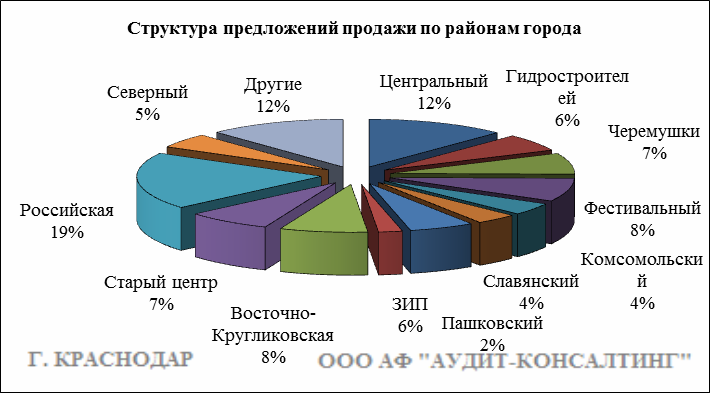 Структура предложений продажи по районам города
Северный
5%
Другие
12%
Центральный
12%
Гидростроител
ей
6%
Черемушки
7%
Фестивальный
8%
Комсомольски
й
4%
Славянский
4%
Пашковский
2%
ЗИП
6%
Восточно-
Кругликовская
8%
Старый центр
7%
Российская
19%
Г. КРАСНОДАР
ООО АФ "АУДИТ-КОНСАЛТИНГ"